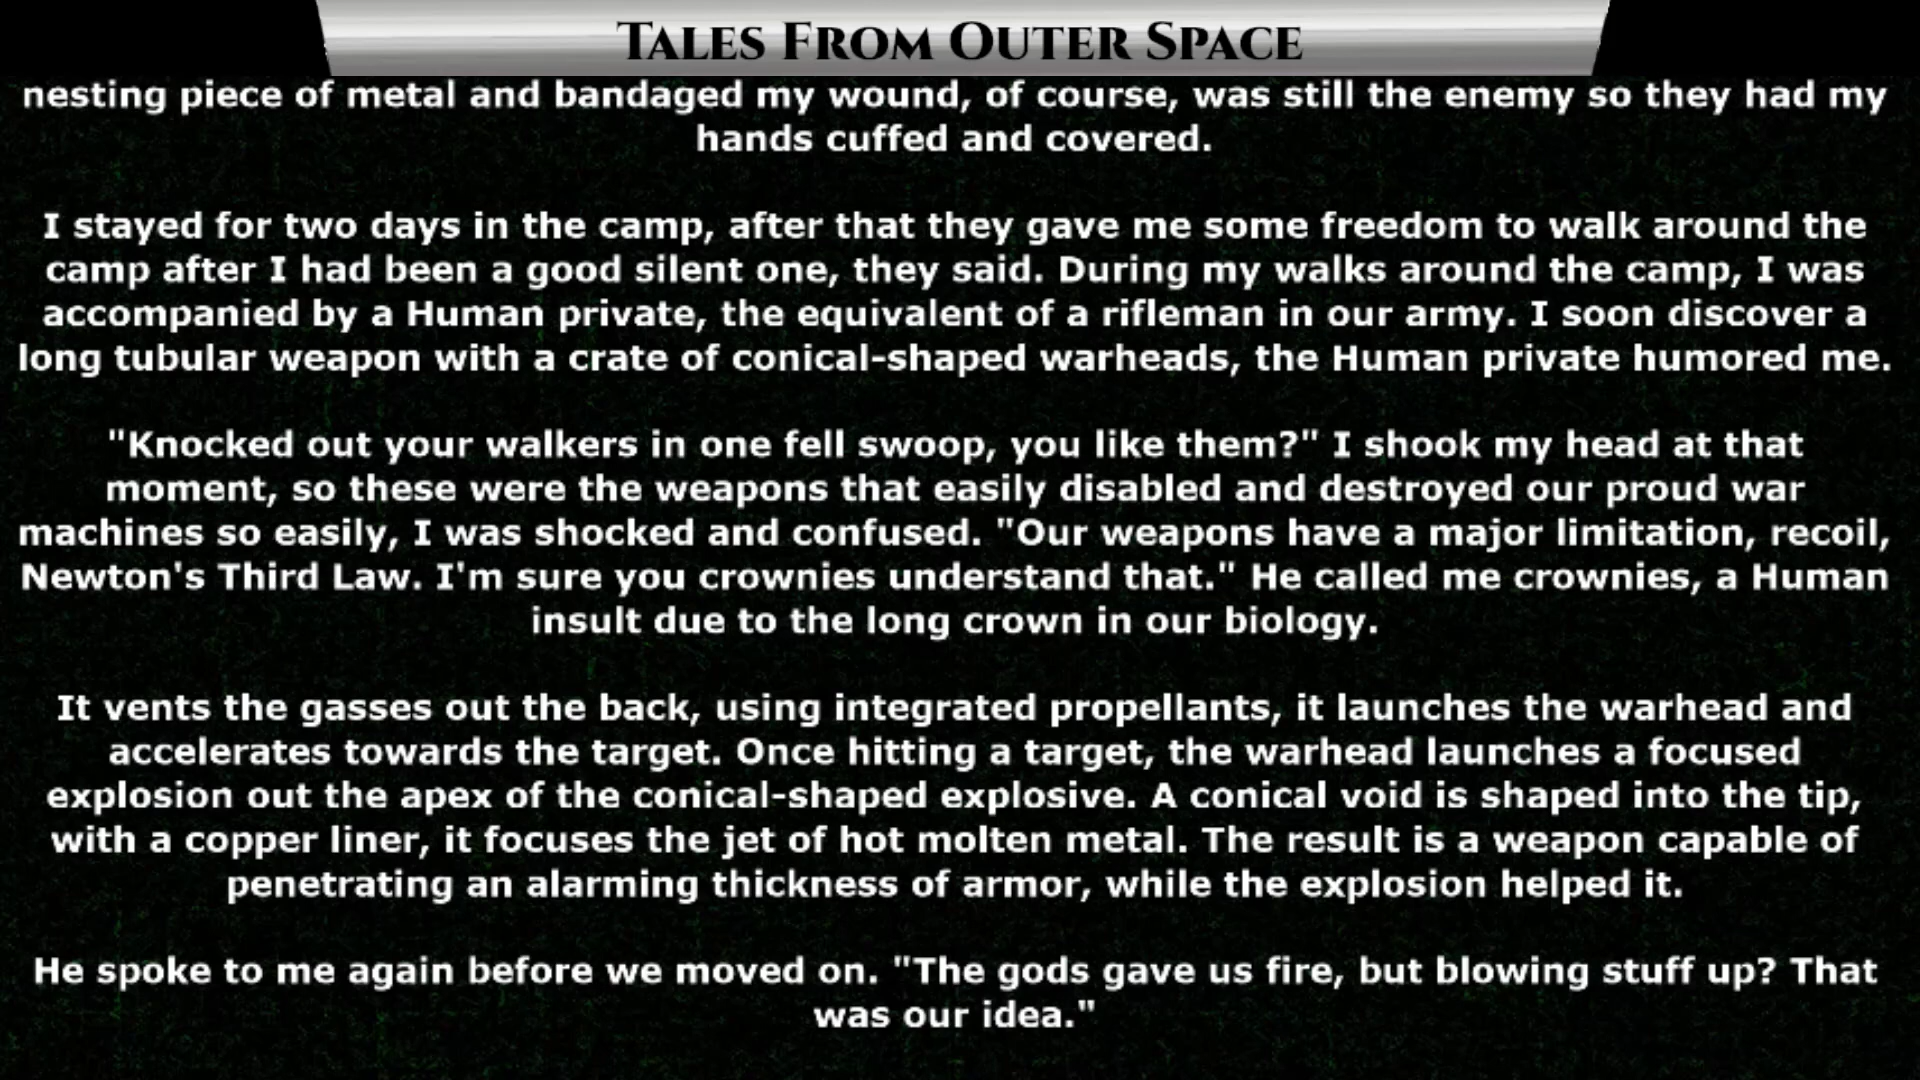 Tales From Outer Space
nesting piece of metal and bandaged my wound, of course, was still the enemy so they had my
hands cuffed and covered.
I stayed for two days in the camp, after that they gave me some freedom to walk around the
camp after I had been a good silent one, they said. During my walks around the camp, I was
accompanied by a Human private, the equivalent of a rifleman in our army. I soon discover a
long tubular weapon with a crate of conical-shaped warheads, the Human private humored me.
"Knocked out your walkers in one fell swoop, you like them?" I shook my head at that
moment, so these were the weapons that easily disabled and destroyed our proud war
machines so easily, I was shocked and confused. "Our weapons have a major limitation, recoil,
Newton's Third Law. I'm sure you crownies understand that." He called me crownies, a Human
insult due to the long crown in our biology.
It vents the gasses out the back, using integrated propellants, it launches the warhead and
accelerates towards the target. Once hitting a target, the warhead launches a focused
explosion out the apex of the conical-shaped explosive. A conical void is shaped into the tip,
with a copper liner, it focuses the jet of hot molten metal. The result is a weapon capable of
penetrating an alarming thickness of armor, while the explosion helped it.
He spoke to me again before we moved on. "The gods gave us fire, but blowing stuff up? That
was our idea."